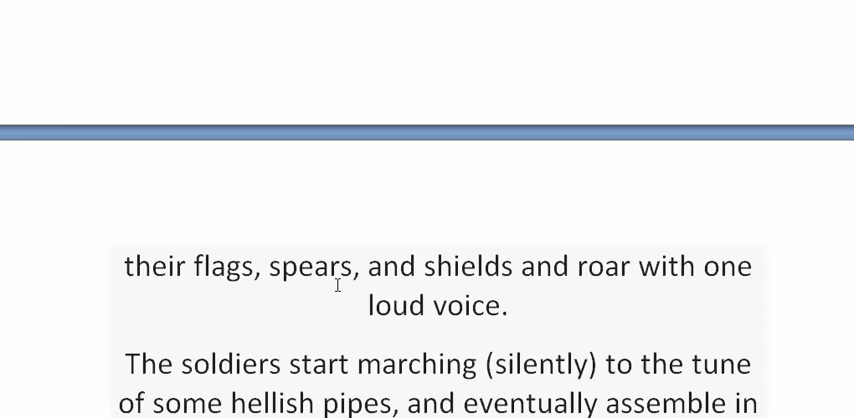 their flags, spears, and shields and roar with one
loud voice.
The soldiers start marching (silently) to the tune
of some hellish pipes, and eventually assemble in